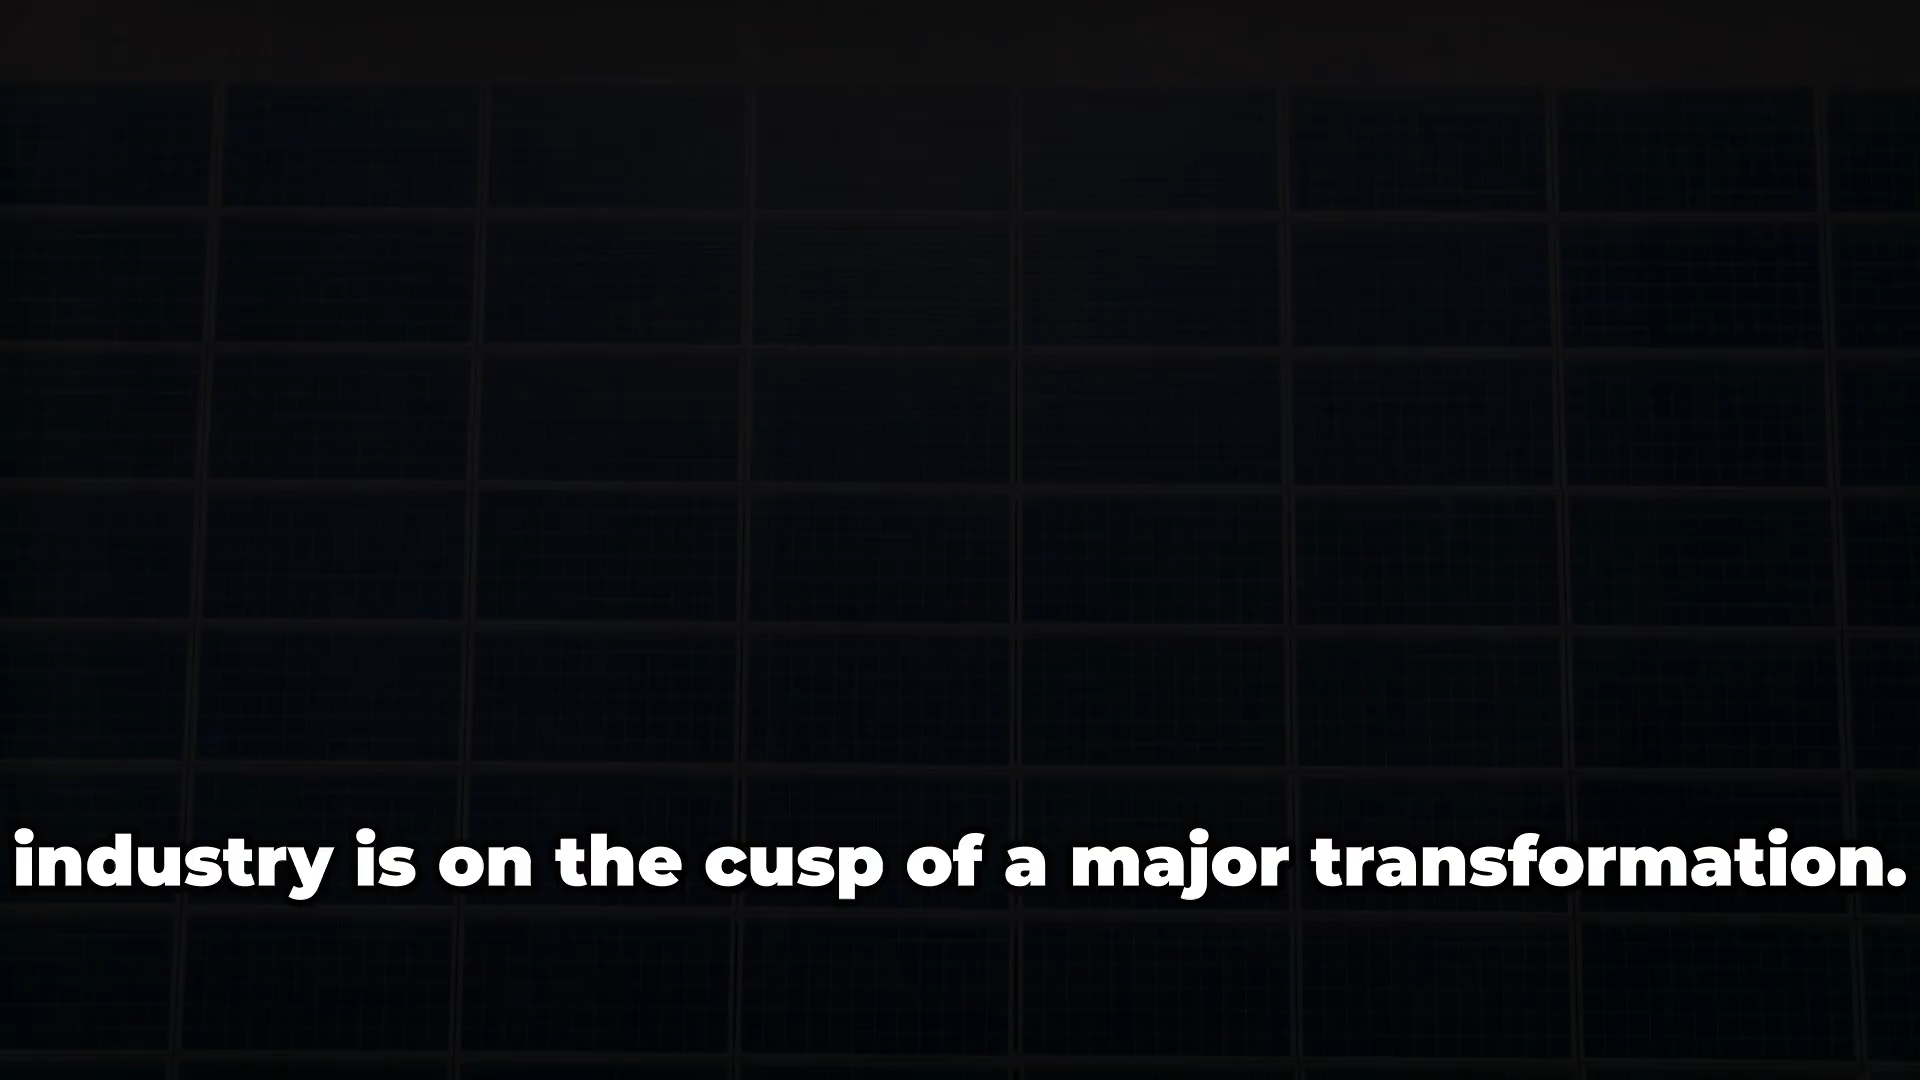 industry is on the cusp of a major transformation.